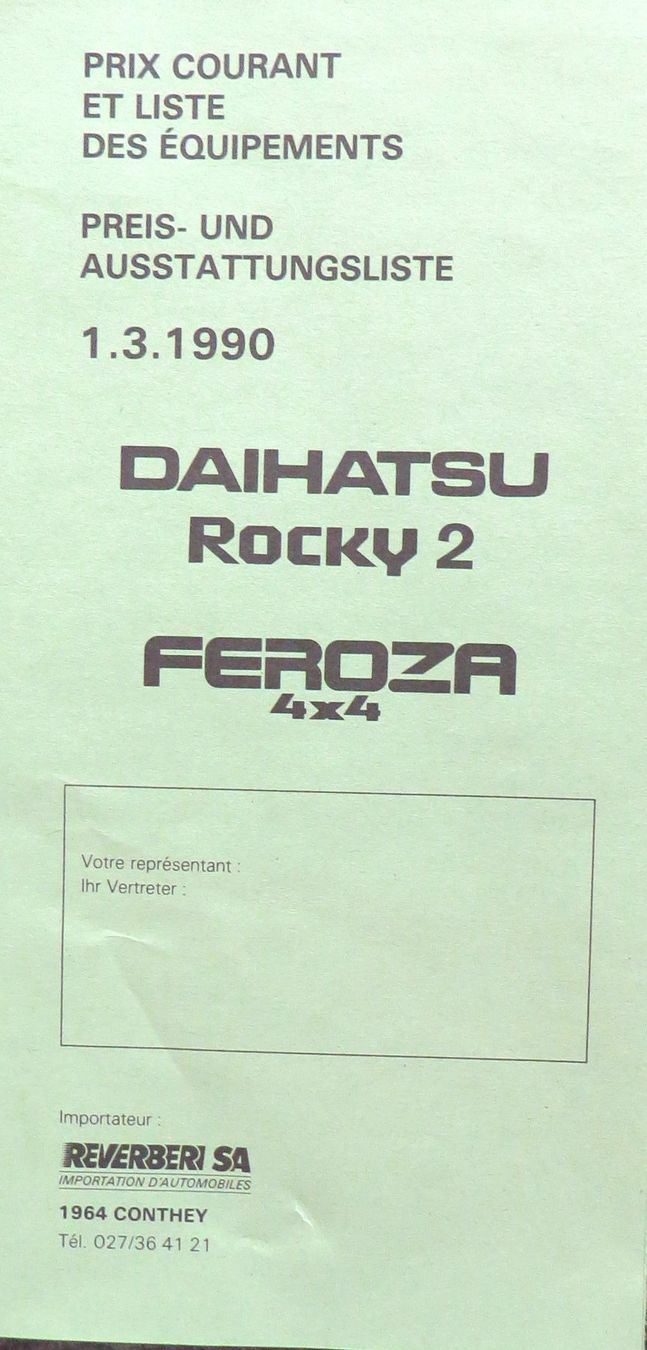 PRIX COURANT
ET LISTE
DES ÉQUIPEMENTS
PREIS- UND
AUSSTATTUNGSLISTE
1.3.1990
DAIHATSU
ROCKY 2
FEROZA
4x4
Votre représentant :
Ihr Vertreter :
Importateur :
REVERBERI SA
IMPORTATION D'AUTOMOBILES
1964 CONTHEY
Tél. 027/36 41 21